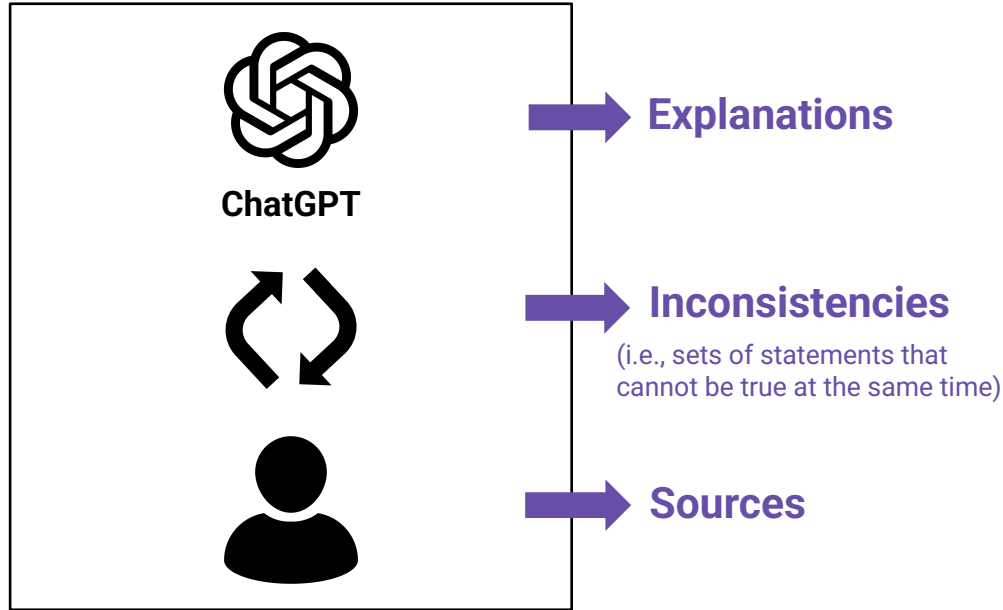 Explanations
ChatGPT
Inconsistencies
(i.e., sets of statements that
cannot be true at the same time)
Sources